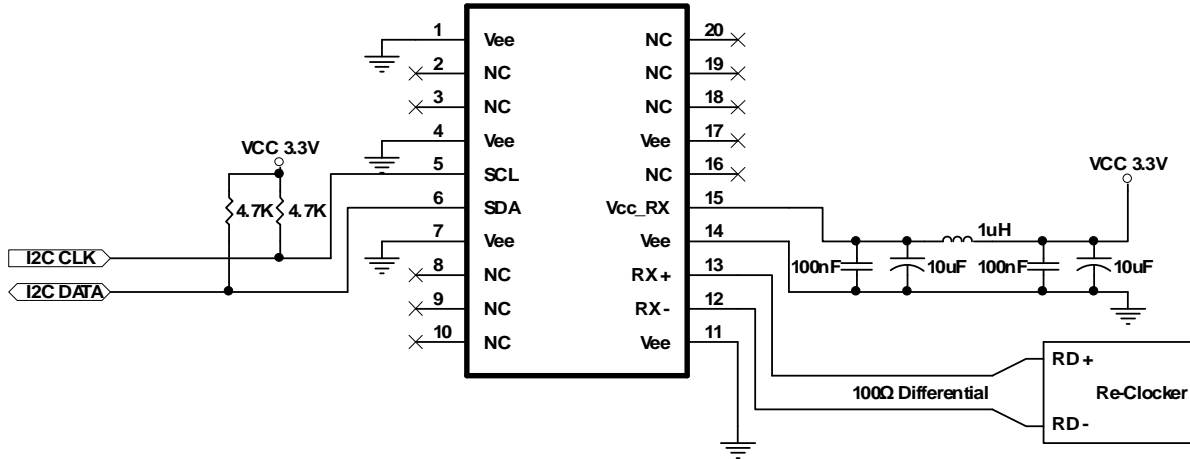 1 Vee NC 20
2 NC NC 19
3 NC NC 18
4 Vee Vee 17
VCC 3.3V
5 SCL NC 16
VCC 3.3V
6 SDA Vcc_RX 15
4.7K 4.7K
7 Vee Vee 14
1uH
I2C CLK
100nF 10uF 100nF 10uF
8 NC RX+ 13
I2C DATA
9 NC RX- 12
10 NC Vee 11
RD+
100Ω Differential
Re-Clocker
RD-